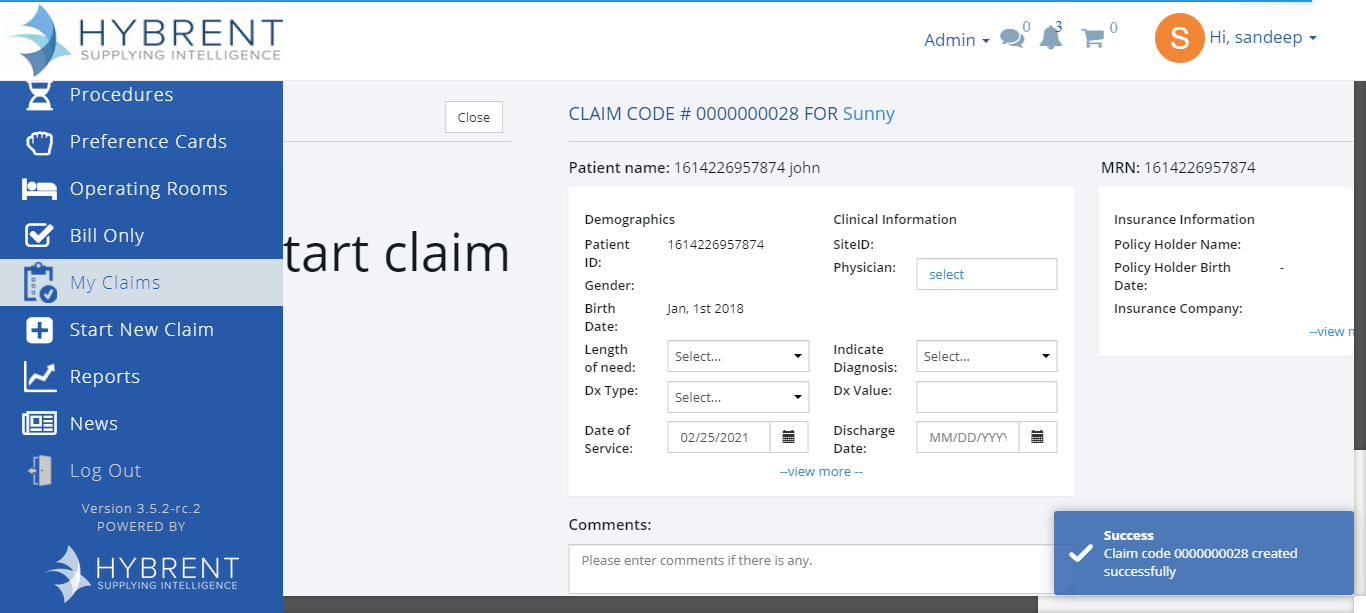 HYBRENT
SUPPLYING INTELLIGENCE
Admin
0
3
0
S
Hi, sandeep
Procedures
Preference Cards
Operating Rooms
Bill Only
My Claims
Start New Claim
Reports
News
Log Out
Version 3.5.2-rc.2
POWERED BY
HYBRENT
SUPPLYING INTELLIGENCE
Close
tart claim
CLAIM CODE # 0000000028 FOR Sunny
Patient name: 1614226957874 john
MRN: 1614226957874
Demographics
Patient ID: 1614226957874
Gender:
Birth Date: Jan, 1st 2018
Length of need: Select...
Dx Type: Select...
Date of Service: 02/25/2021
Clinical Information
SiteID:
Physician: select
Indicate Diagnosis: Select...
Dx Value:
Discharge Date: MM/DD/YYY
--view more --
Insurance Information
Policy Holder Name:
Policy Holder Birth Date: -
Insurance Company:
--view
Comments:
Please enter comments if there is any.
Success
Claim code 0000000028 created
successfully